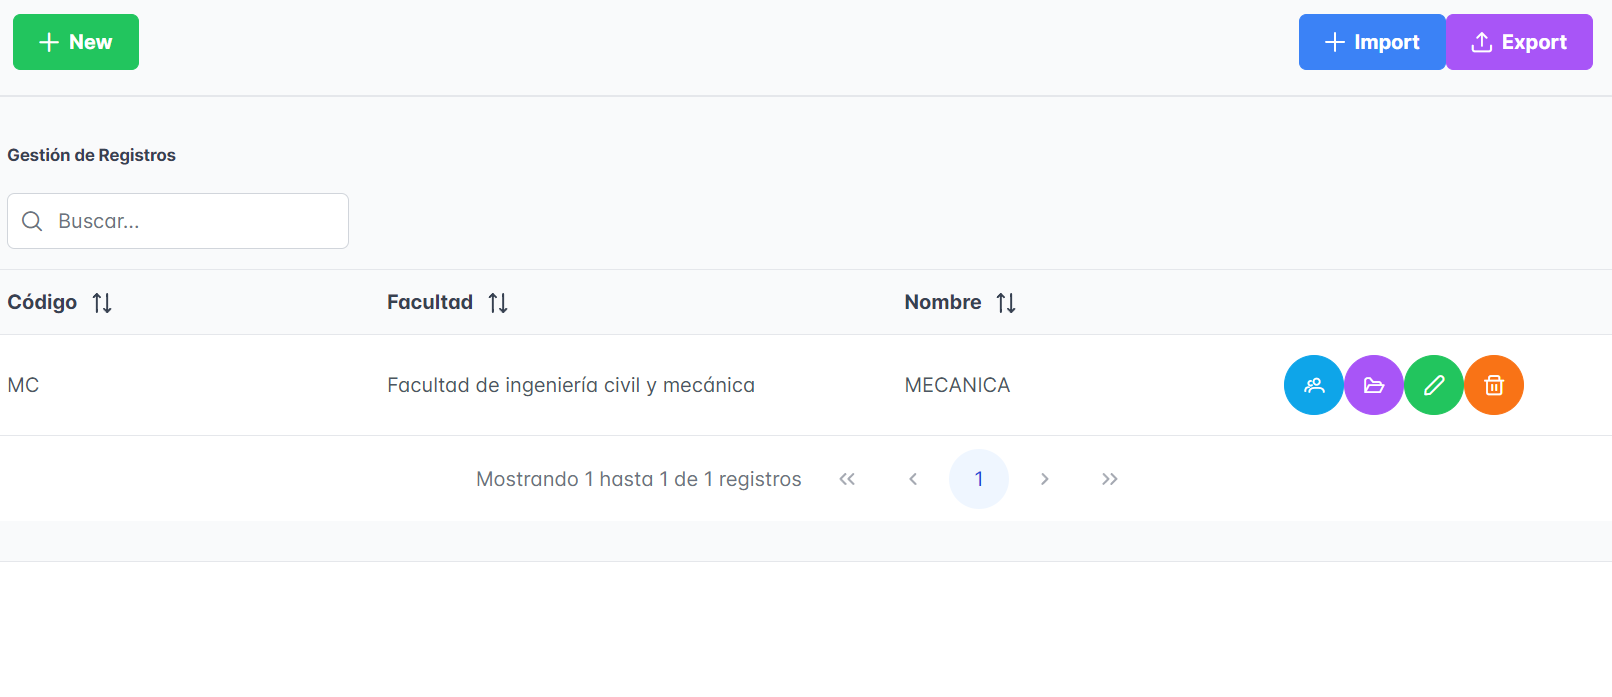 New
Import Export
Gestión de Registros
Buscar...
Código Facultad Nombre
MC Facultad de ingeniería civil y mecánica MECANICA
Mostrando 1 hasta 1 de 1 registros 1